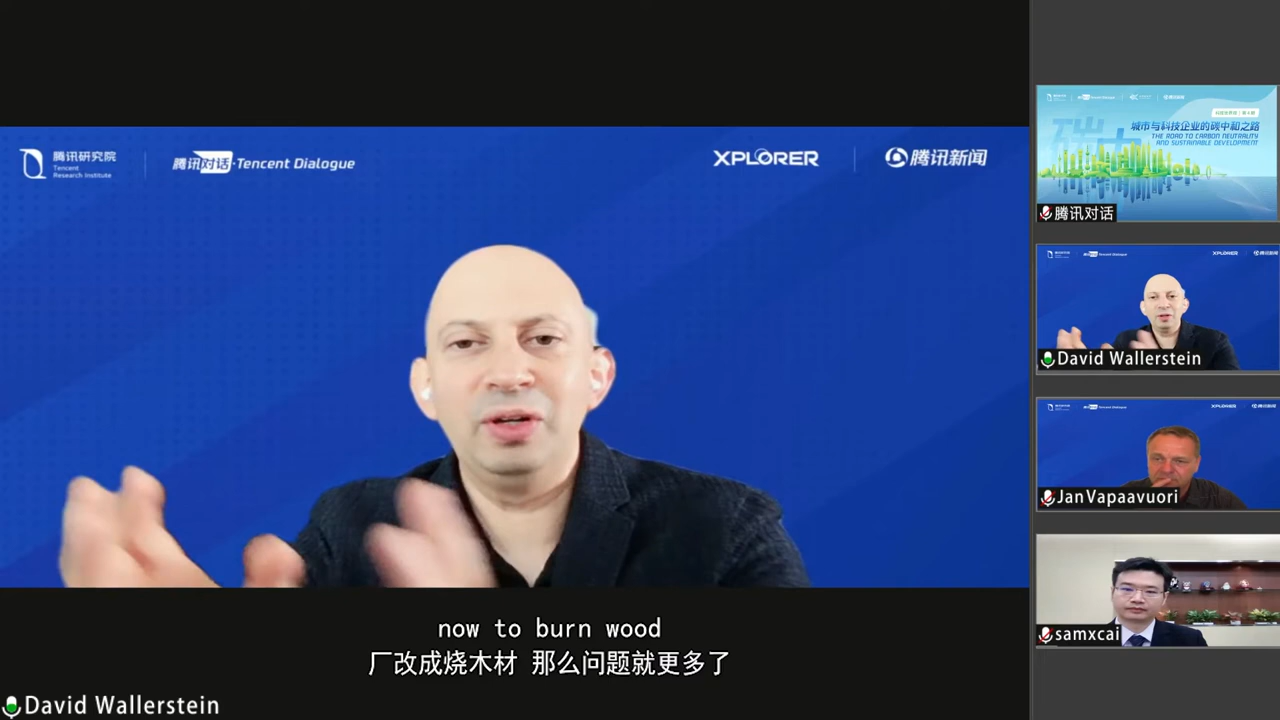 腾讯研究院
Tencent
Research Institute
腾讯对话·Tencent Dialogue
XPLORER
腾讯新闻
now to burn wood
厂改成烧木材 那么问题就更多了
David Wallerstein
城市与科技企业的碳中和之路
THE ROAD TO CARBON NEUTRALITY
AND SUSTAINABLE DEVELOPMENT
腾讯对话
XPLORER
David Wallerstein
XPLORER
JanVapaavuori
samxcai